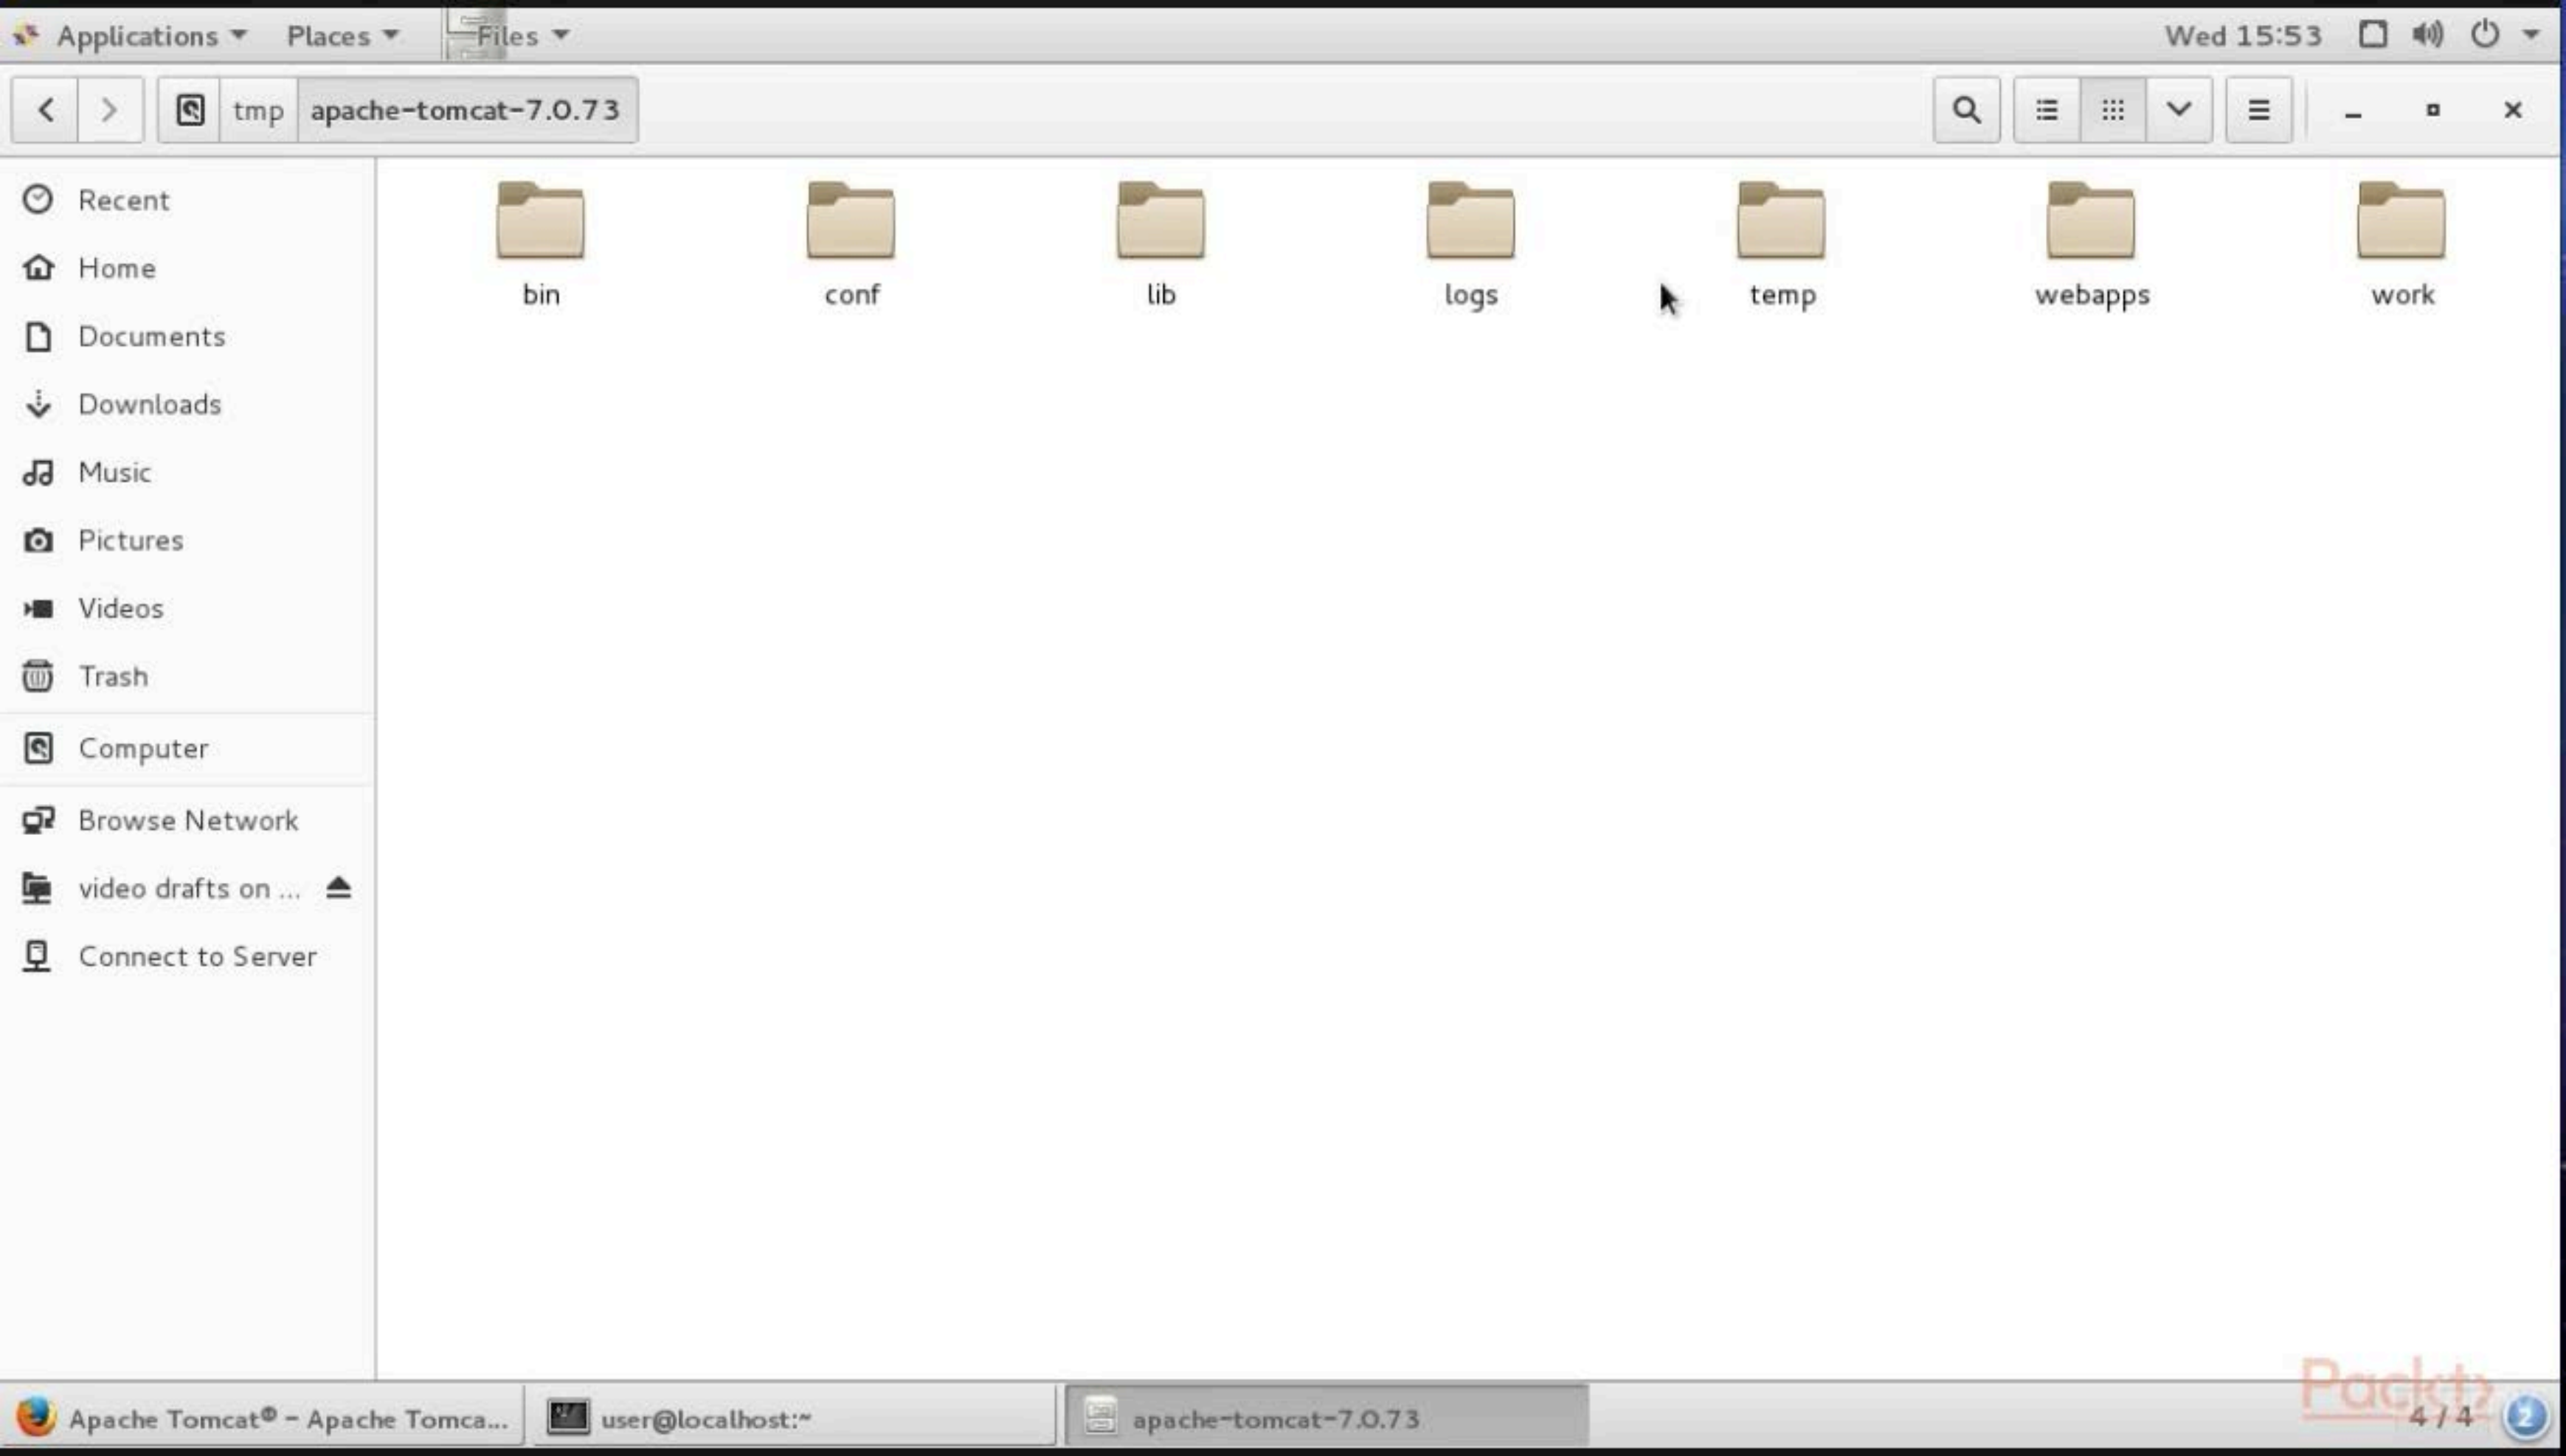 Applications Places Files Wed 15:53
tmp apache-tomcat-7.0.73
Recent
Home
Documents
Downloads
Music
Pictures
Videos
Trash
Computer
Browse Network
video drafts on ...
Connect to Server
bin conf lib logs temp webapps work
Apache Tomcat® – Apache Tomca... user@localhost:~ apache-tomcat-7.0.73 4 / 4 2
Packt>